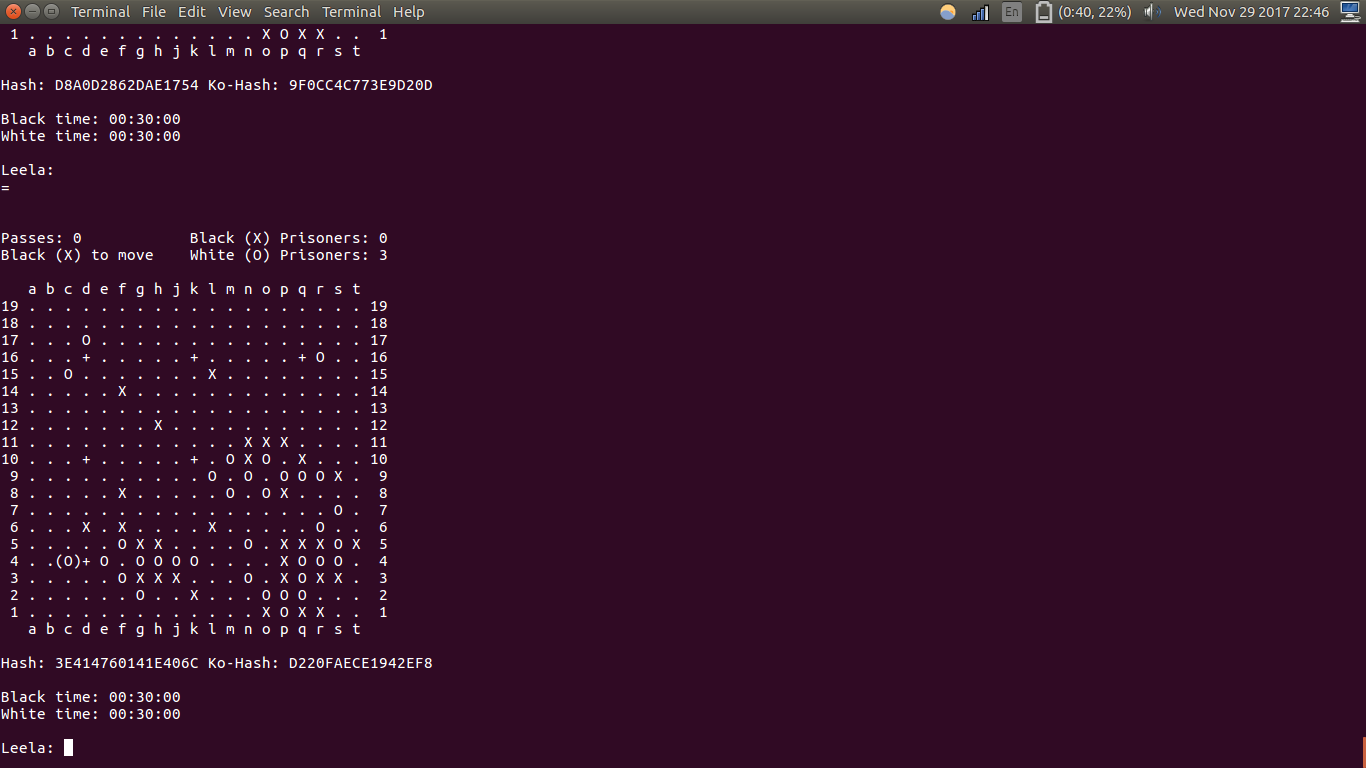 Terminal File Edit View Search Terminal Help En (0:40, 22%) Wed Nov 29 2017 22:46
1 . . . . . . . . . . . . . X O X X . . 1
a b c d e f g h j k l m n o p q r s t
Hash: D8A0D2862DAE1754 Ko-Hash: 9F0CC4C773E9D20D
Black time: 00:30:00
White time: 00:30:00
Leela:
=
Passes: 0 Black (X) Prisoners: 0
Black (X) to move White (O) Prisoners: 3
a b c d e f g h j k l m n o p q r s t
19 . . . . . . . . . . . . . . . . . . . 19
18 . . . . . . . . . . . . . . . . . . . 18
17 . . . O . . . . . . . . . . . . . . . 17
16 . . . + . . . . . + . . . . . + O . . 16
15 . . O . . . . . . . X . . . . . . . . 15
14 . . . . . X . . . . . . . . . . . . . 14
13 . . . . . . . . . . . . . . . . . . . 13
12 . . . . . . . X . . . . . . . . . . . 12
11 . . . . . . . . . . . . X X X . . . . 11
10 . . . + . . . . . + . O X O . X . . . 10
9 . . . . . . . . . . O . O . O O O X . 9
8 . . . . . X . . . . . O . O X . . . . 8
7 . . . . . . . . . . . . . . . . . O . 7
6 . . . X . X . . . . X . . . . . O . . 6
5 . . . . . O X X . . . . O . X X X O X 5
4 . .(O)+ O . O O O O . . . . X O O O . 4
3 . . . . . O X X X . . . O . X O X X . 3
2 . . . . . . O . . X . . . O O O . . . 2
1 . . . . . . . . . . . . . X O X X . . 1
a b c d e f g h j k l m n o p q r s t
Hash: 3E414760141E406C Ko-Hash: D220FAECE1942EF8
Black time: 00:30:00
White time: 00:30:00
Leela: